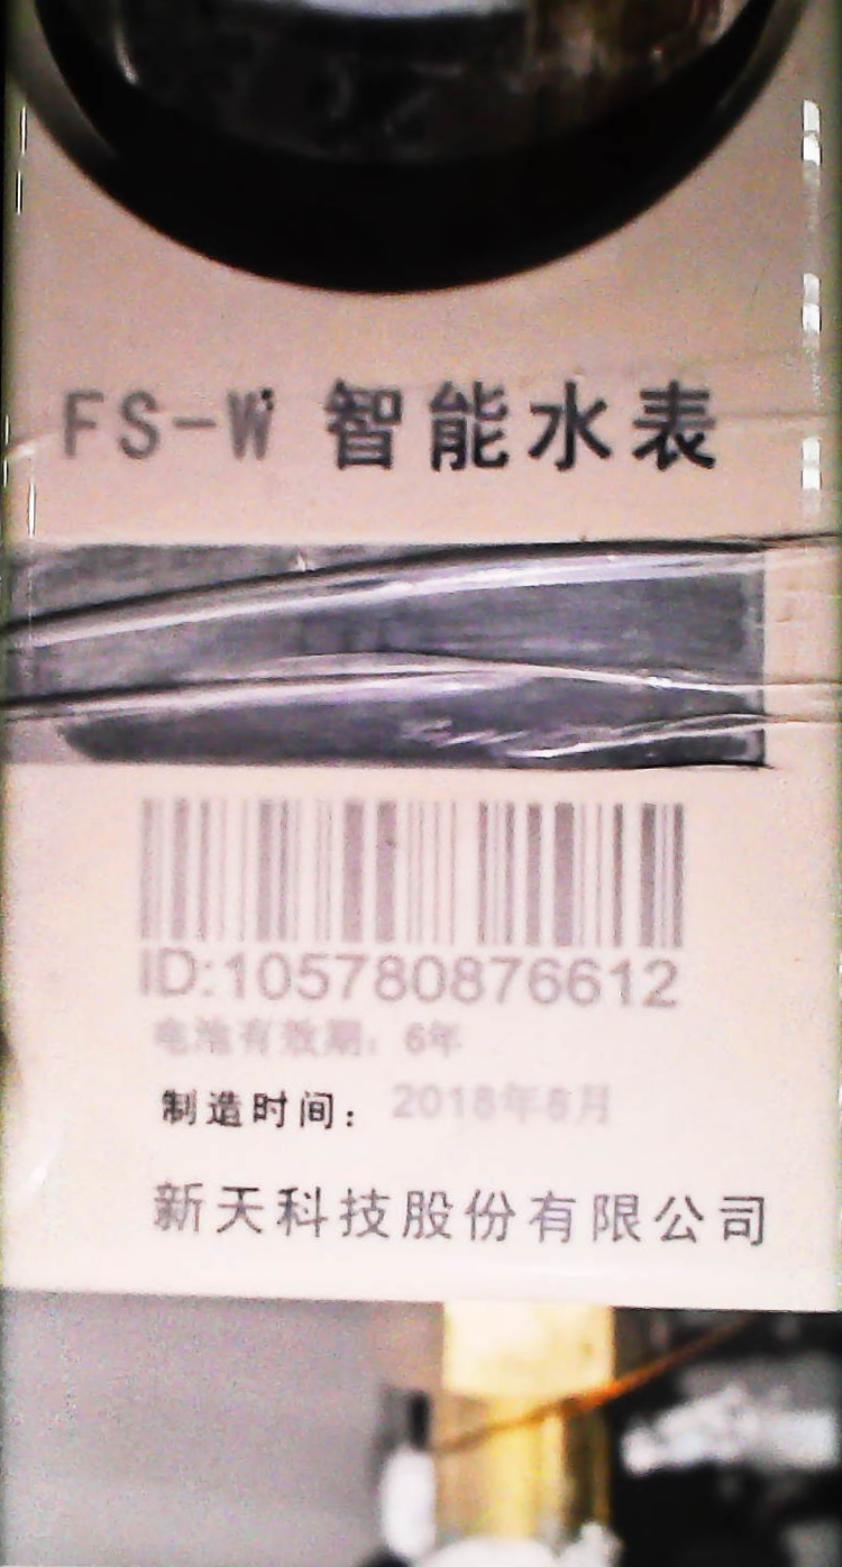 FS-W 智能水表
ID:105780876612
电池有效期: 6年
制造时间: 2018年8月
新天科技股份有限公司